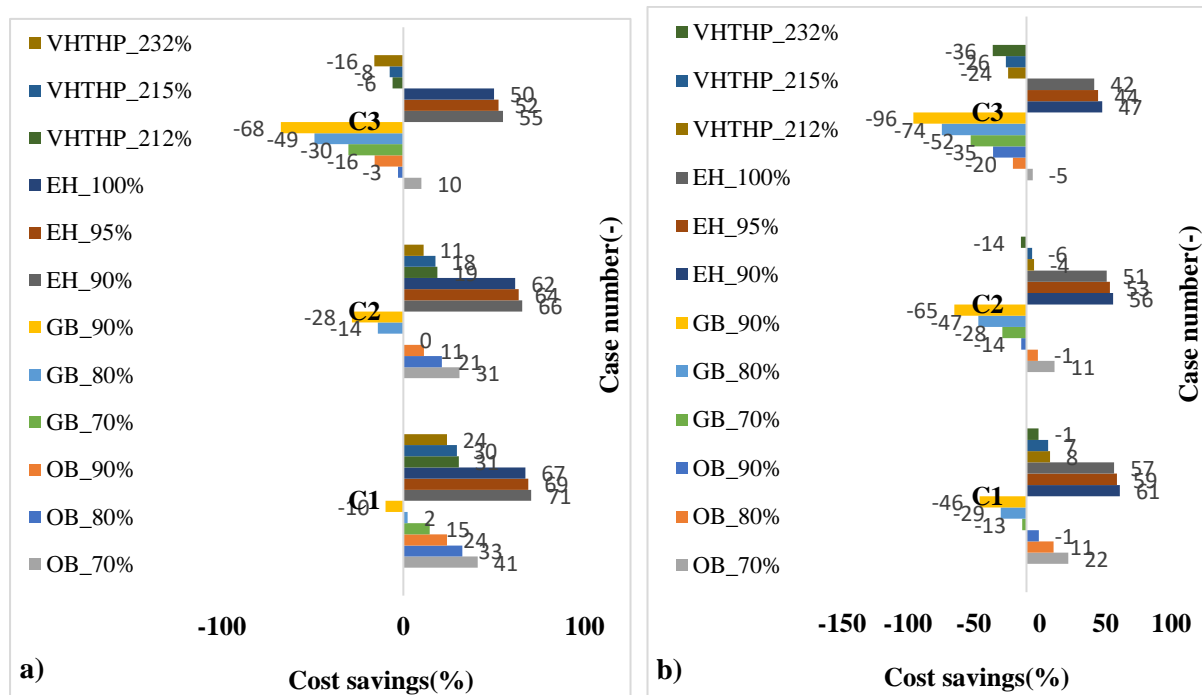 VHTHP_232%
VHTHP_215%
VHTHP_212%
EH_100%
EH_95%
EH_90%
GB_90%
GB_80%
GB_70%
OB_90%
OB_80%
OB_70%
-16
-8
-6
50
52
55
C3
-68
-49
-30
-16
-3
10
11
18
19
62
64
66
C2
-28
-14
0
11
21
31
24
30
31
67
69
71
C1
-10
2
15
24
33
41
Case number(-)
-100 0 100
Cost savings(%)
a)
VHTHP_232%
VHTHP_215%
VHTHP_212%
EH_100%
EH_95%
EH_90%
GB_90%
GB_80%
GB_70%
OB_90%
OB_80%
OB_70%
-36
-26
-24
42
44
47
C3
-96
-74
-52
-35
-20
-5
-14
-6
-4
51
53
56
C2
-65
-47
-28
-14
-1
11
-1
7
8
57
59
61
C1
-46
-29
-13
-1
11
22
Case number(-)
-150 -100 -50 0 50 100
Cost savings(%)
b)